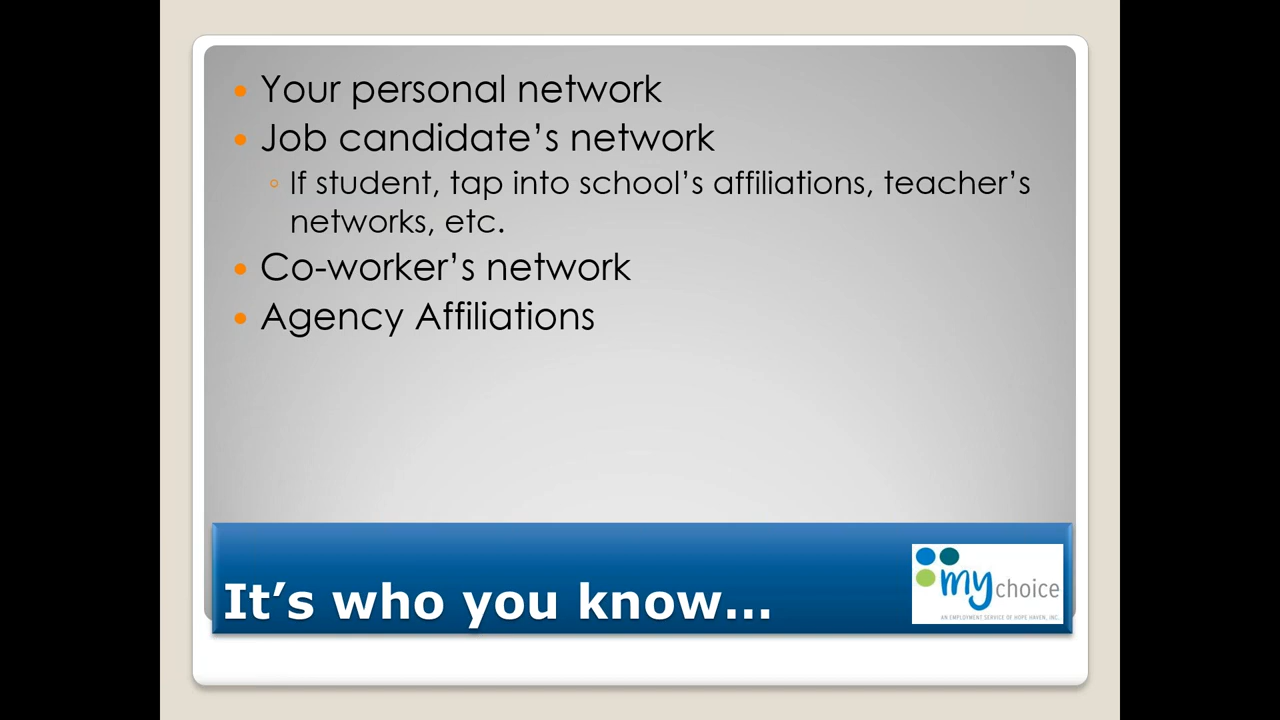 Your personal network
Job candidate’s network
If student, tap into school’s affiliations, teacher’s
networks, etc.
Co-worker’s network
Agency Affiliations
It’s who you know…
my choice
AN EMPLOYMENT SERVICE OF HOPE HAVEN, INC.